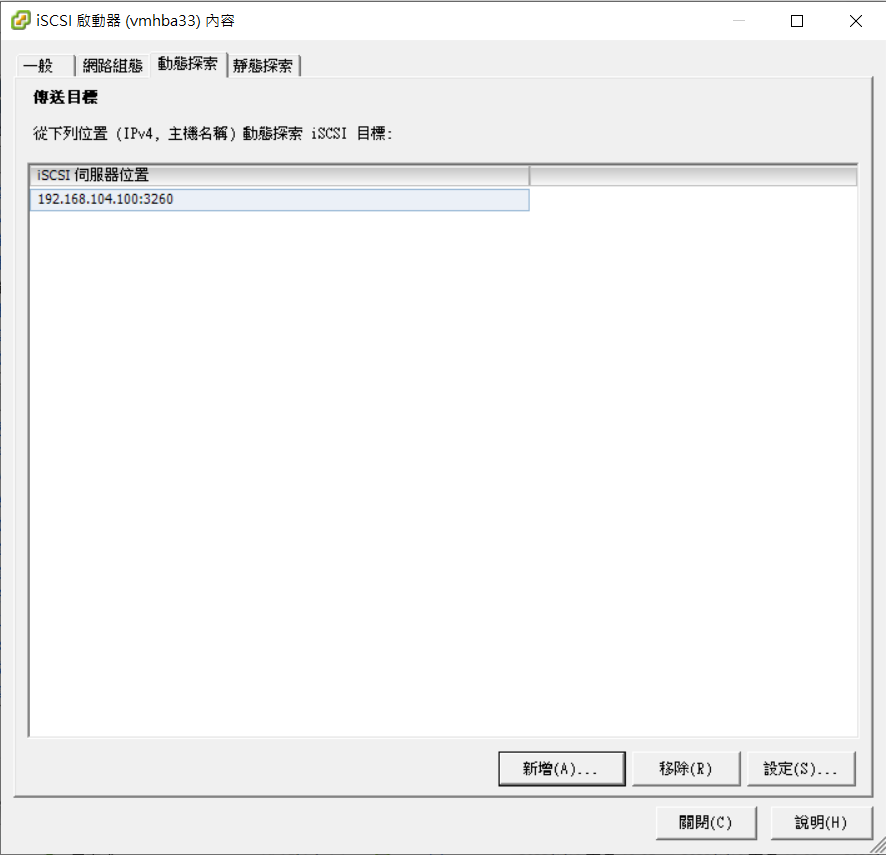 iSCSI 啟動器 (vmhba33) 內容
一般 網路組態 動態探索 靜態探索
傳送目標
從下列位置 (IPv4, 主機名稱) 動態探索 iSCSI 目標:
iSCSI 伺服器位置
192.168.104.100:3260
新增(A)... 移除(R) 設定(S)...
關閉(C) 說明(H)